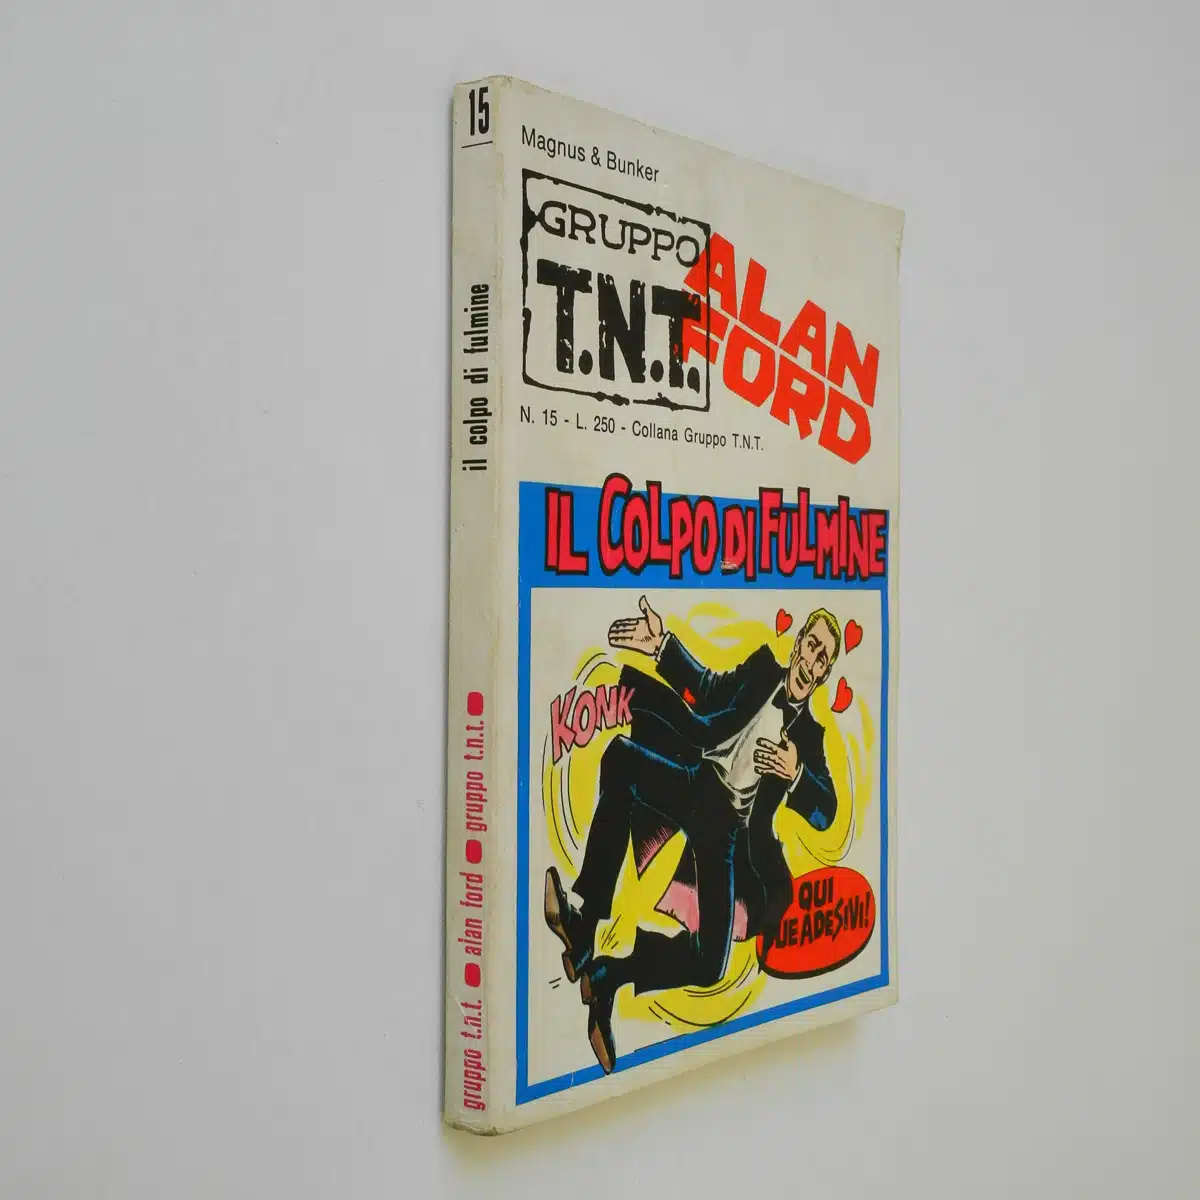 15
il colpo di fulmine
gruppo t.n.t. alan ford gruppo t.n.t.
Magnus & Bunker
GRUPPO
T.N.T.
ALAN
FORD
N. 15 - L. 250 - Collana Gruppo T.N.T.
IL COLPO DI FULMINE
KONK
QUI
DUE ADESIVI!